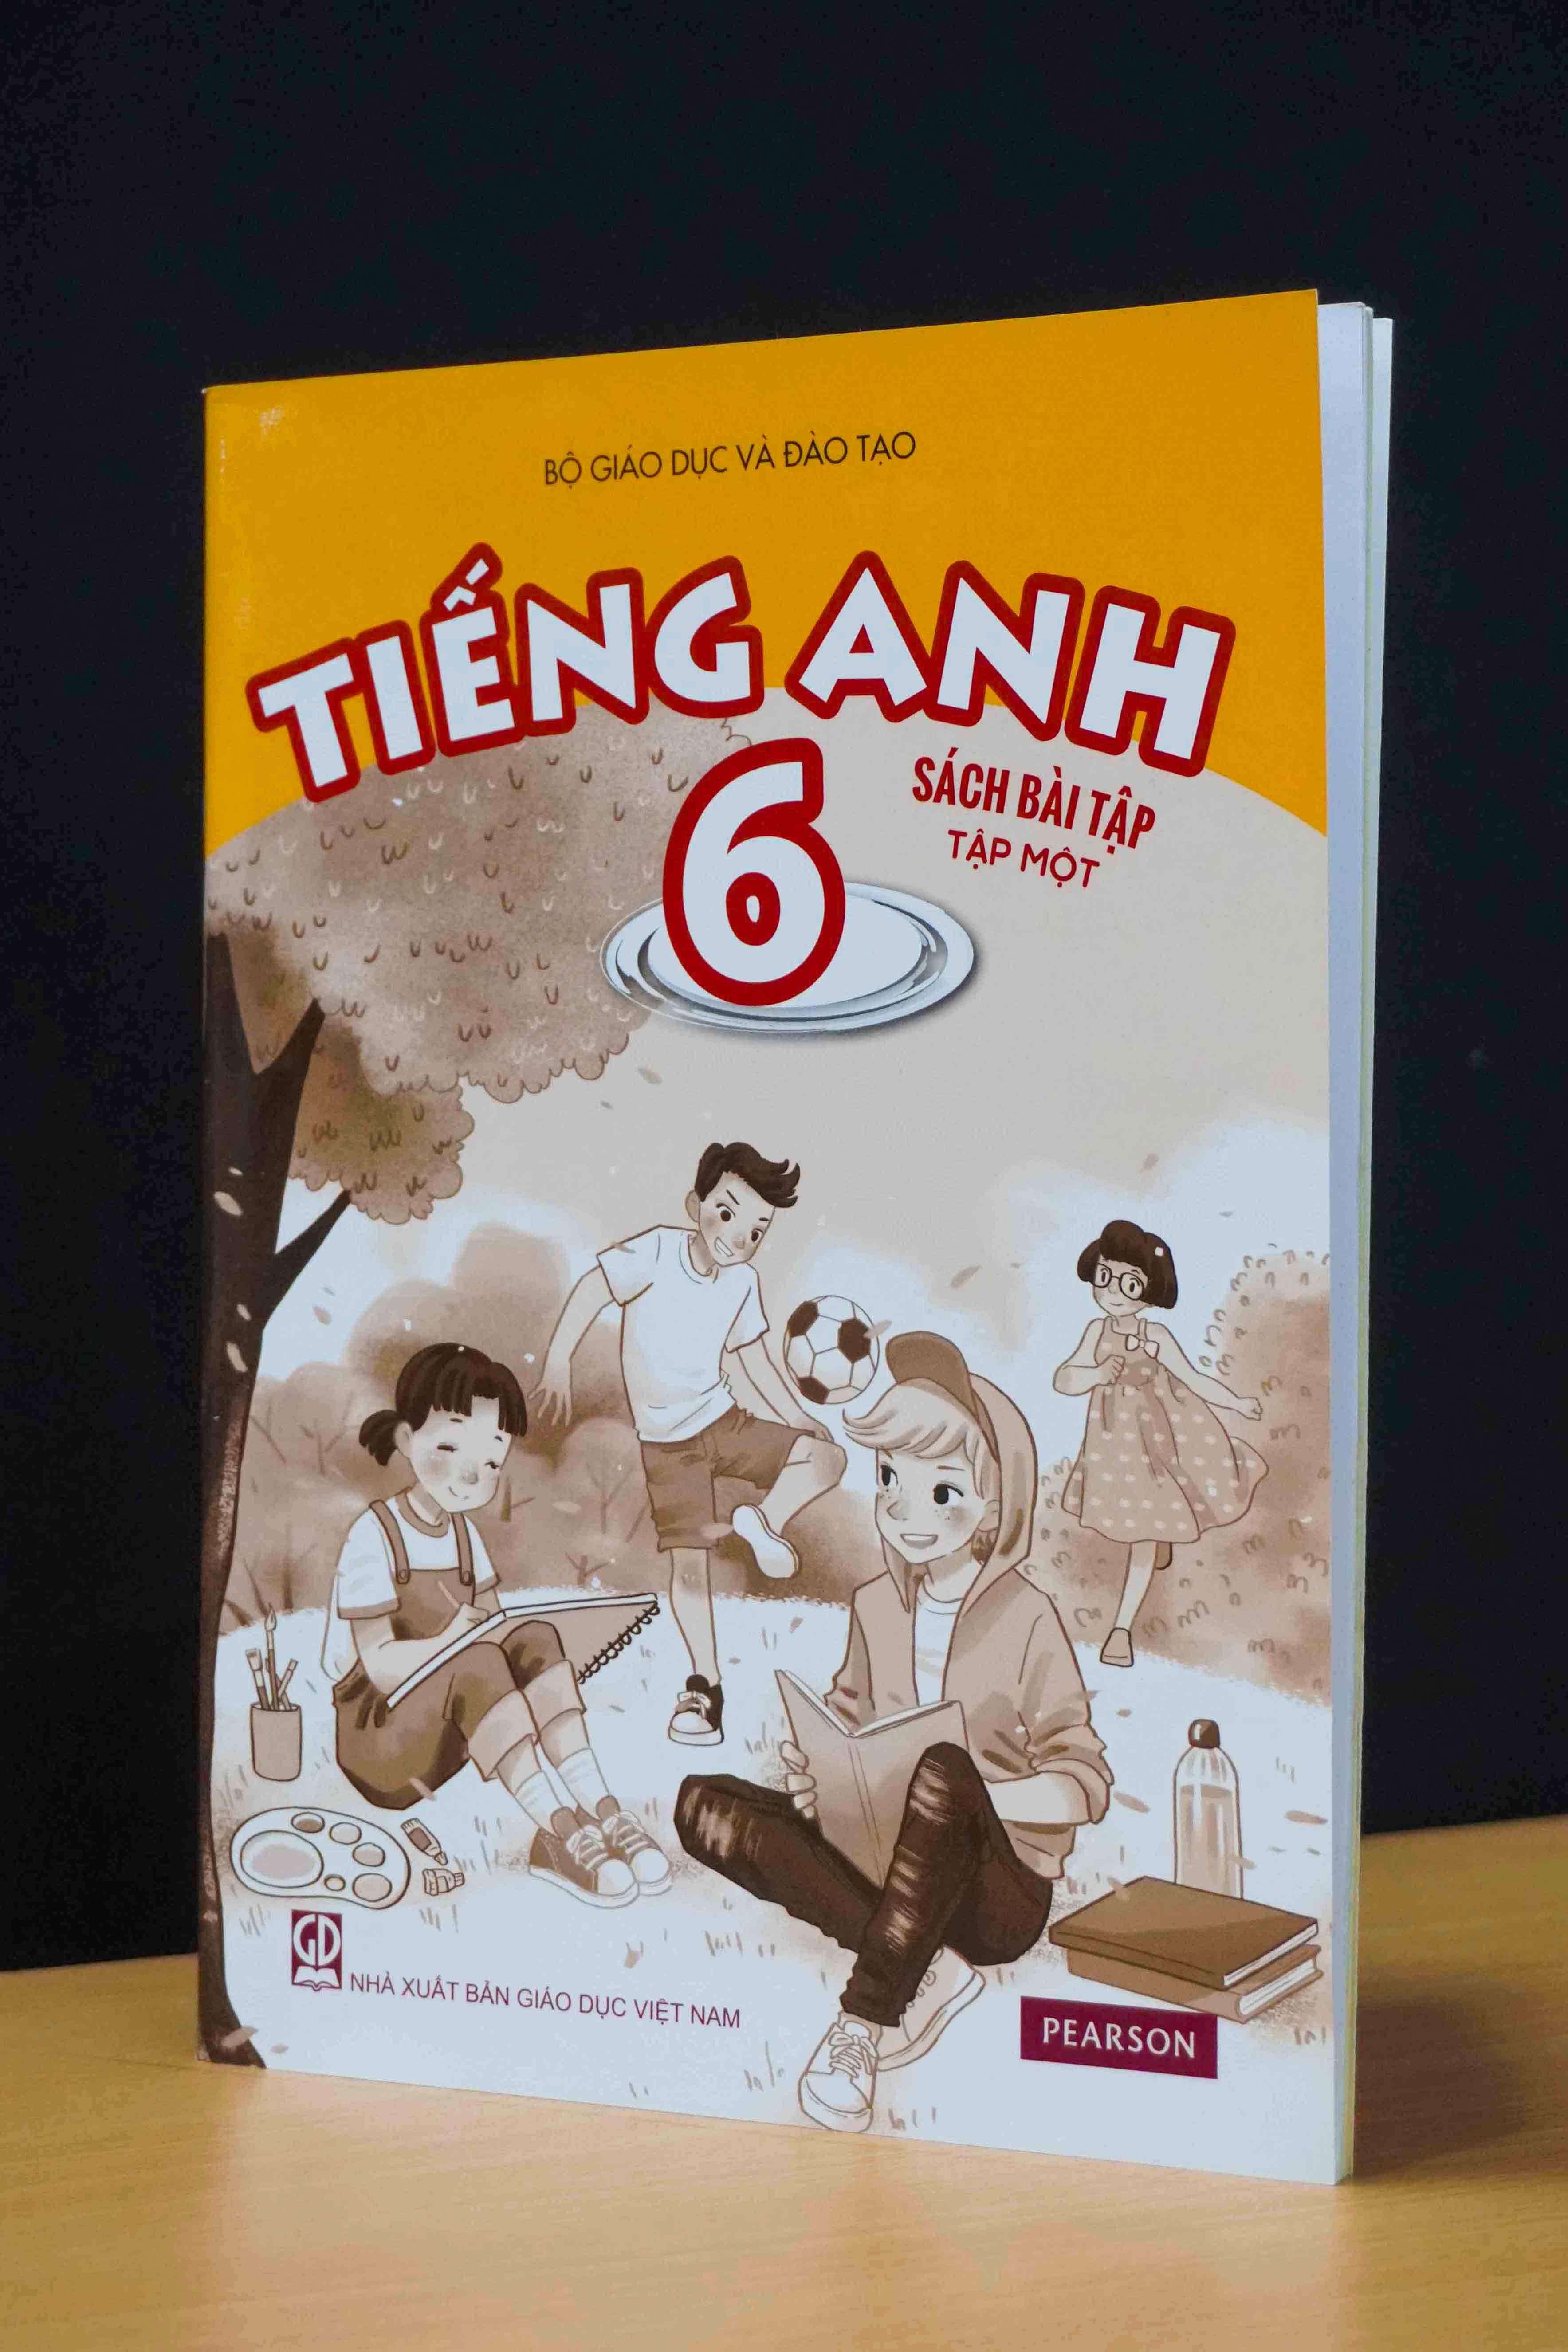 BỘ GIÁO DỤC VÀ ĐÀO TẠO
TIẾNG ANH
6
SÁCH BÀI TẬP
TẬP MỘT
GD
NHÀ XUẤT BẢN GIÁO DỤC VIỆT NAM
PEARSON